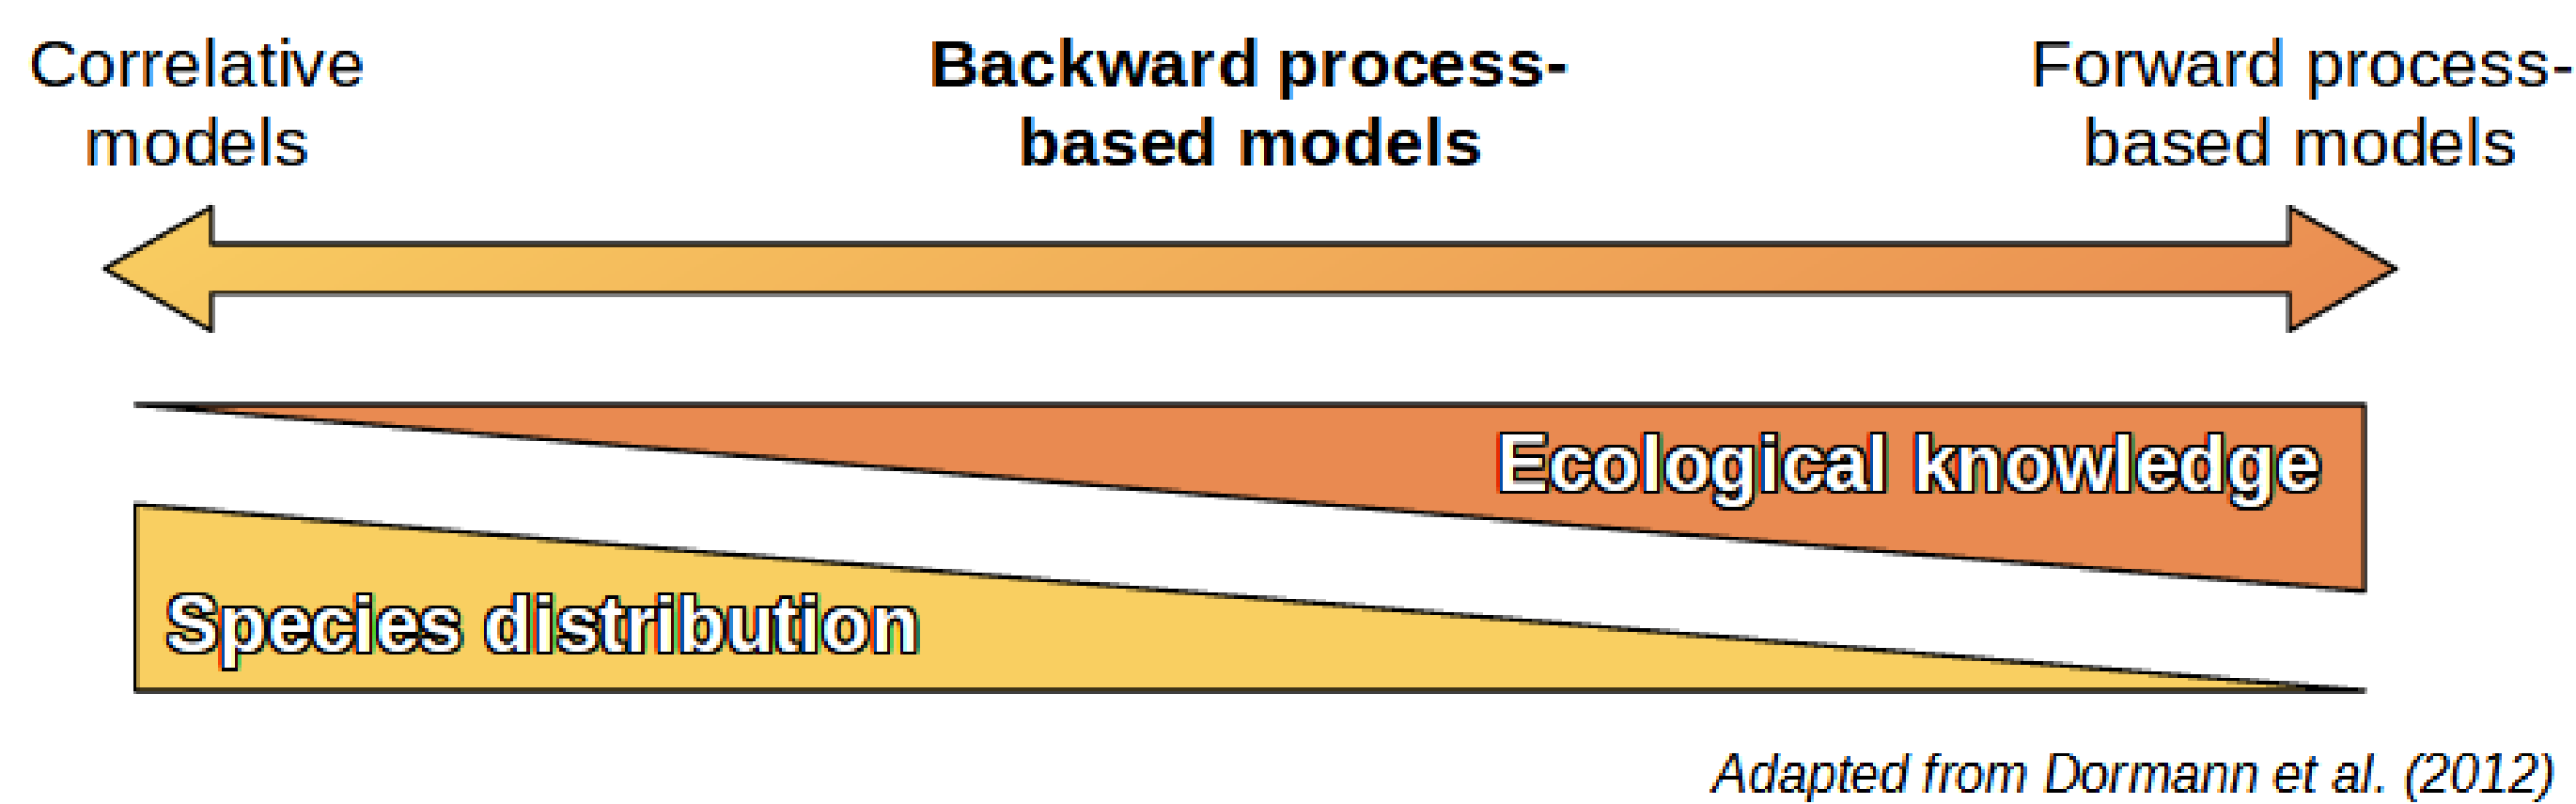 Correlative
models
Backward process-
based models
Forward process-
based models
Ecological knowledge
Species distribution
Adapted from Dormann et al. (2012)